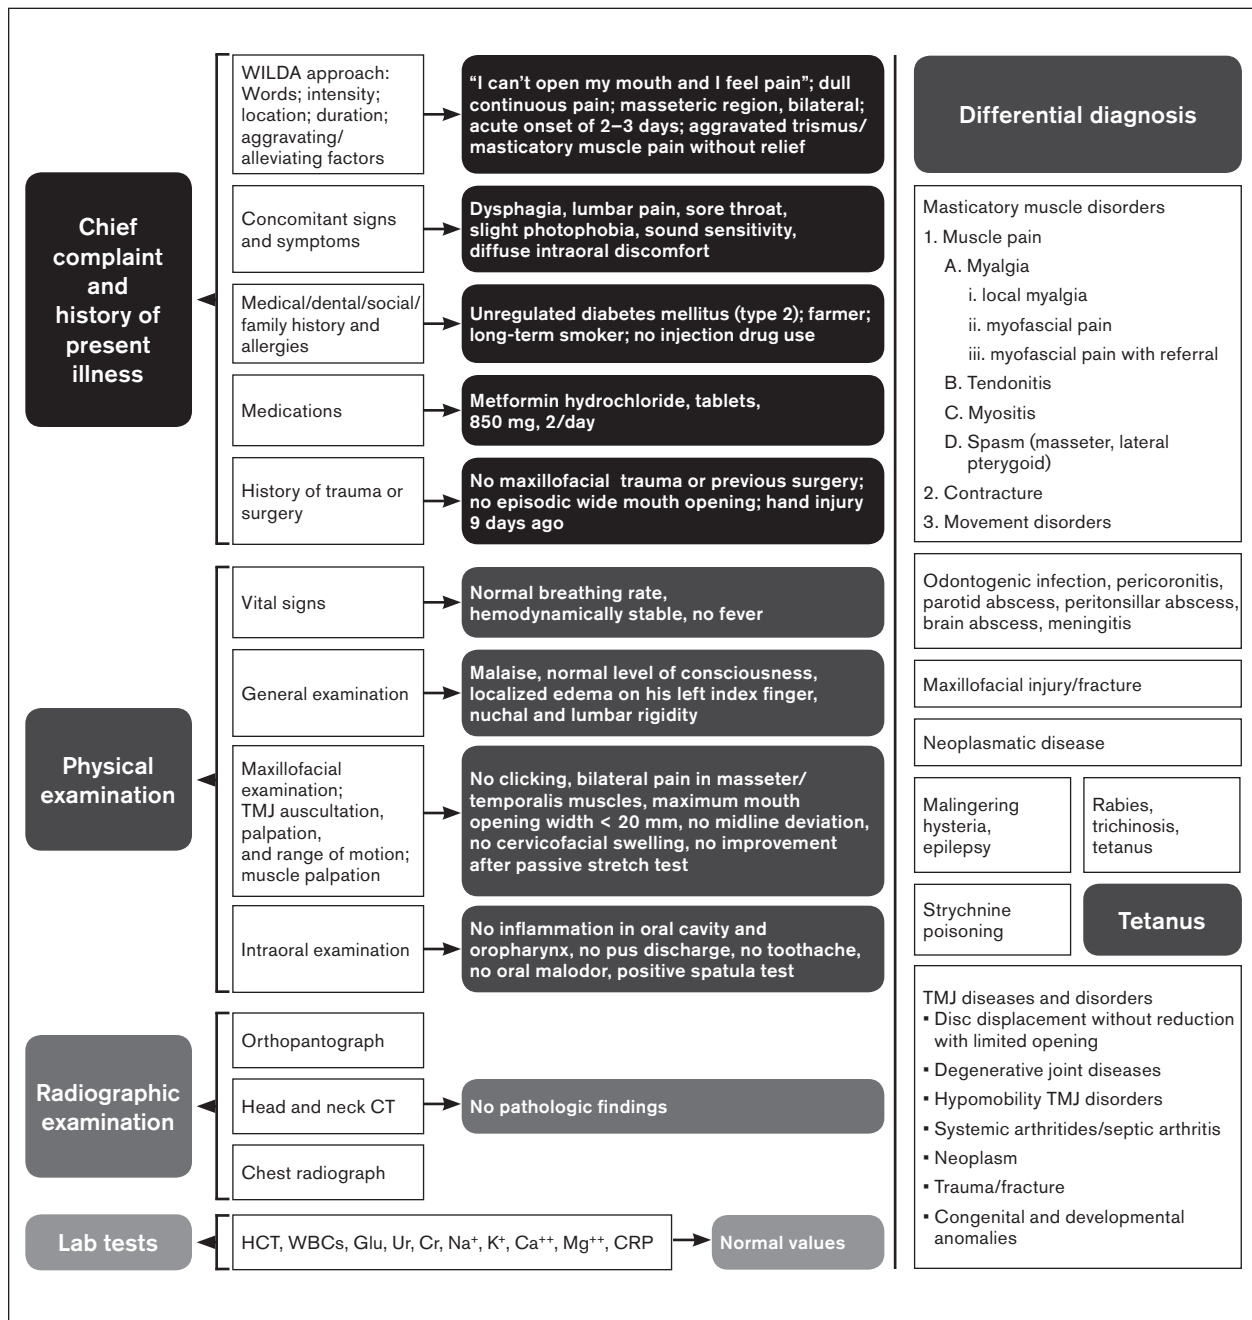 Chief
complaint
and
history of
present
illness
WILDA approach:
Words; intensity;
location; duration;
aggravating/
alleviating factors
“I can’t open my mouth and I feel pain”; dull
continuous pain; masseteric region, bilateral;
acute onset of 2–3 days; aggravated trismus/
masticatory muscle pain without relief
Concomitant signs
and symptoms
Dysphagia, lumbar pain, sore throat,
slight photophobia, sound sensitivity,
diffuse intraoral discomfort
Medical/dental/social/
family history and
allergies
Unregulated diabetes mellitus (type 2); farmer;
long-term smoker; no injection drug use
Medications
Metformin hydrochloride, tablets,
850 mg, 2/day
History of trauma or
surgery
No maxillofacial trauma or previous surgery;
no episodic wide mouth opening; hand injury
9 days ago
Physical
examination
Vital signs
Normal breathing rate,
hemodynamically stable, no fever
General examination
Malaise, normal level of consciousness,
localized edema on his left index finger,
nuchal and lumbar rigidity
Maxillofacial
examination;
TMJ auscultation,
palpation,
and range of motion;
muscle palpation
No clicking, bilateral pain in masseter/
temporalis muscles, maximum mouth
opening width < 20 mm, no midline deviation,
no cervicofacial swelling, no improvement
after passive stretch test
Intraoral examination
No inflammation in oral cavity and
oropharynx, no pus discharge, no toothache,
no oral malodor, positive spatula test
Radiographic
examination
Orthopantograph
Head and neck CT
No pathologic findings
Chest radiograph
Lab tests
HCT, WBCs, Glu, Ur, Cr, Na⁺, K⁺, Ca⁺⁺, Mg⁺⁺, CRP
Normal values
Differential diagnosis
Masticatory muscle disorders
1. Muscle pain
A. Myalgia
i. local myalgia
ii. myofascial pain
iii. myofascial pain with referral
B. Tendonitis
C. Myositis
D. Spasm (masseter, lateral
pterygoid)
2. Contracture
3. Movement disorders
Odontogenic infection, pericoronitis,
parotid abscess, peritonsillar abscess,
brain abscess, meningitis
Maxillofacial injury/fracture
Neoplasmatic disease
Malingering
hysteria,
epilepsy
Rabies,
trichinosis,
tetanus
Strychnine
poisoning
Tetanus
TMJ diseases and disorders
▪ Disc displacement without reduction
with limited opening
▪ Degenerative joint diseases
▪ Hypomobility TMJ disorders
▪ Systemic arthritides/septic arthritis
▪ Neoplasm
▪ Trauma/fracture
▪ Congenital and developmental
anomalies